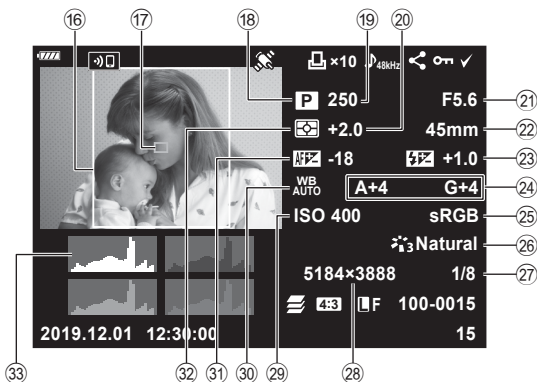 ⑯ ⑰ ⑱ ⑲ ⑳
×10 48kHz
P 250 F5.6 ㉑
+2.0 45mm ㉒
AF -18 +1.0 ㉓
WB AUTO A+4 G+4 ㉔
ISO 400 sRGB ㉕
3 Natural ㉖
5184×3888 1/8 ㉗
4:3 L F 100-0015
2019.12.01 12:30:00 15
㉝ ㉜ ㉛ ㉚ ㉙ ㉘